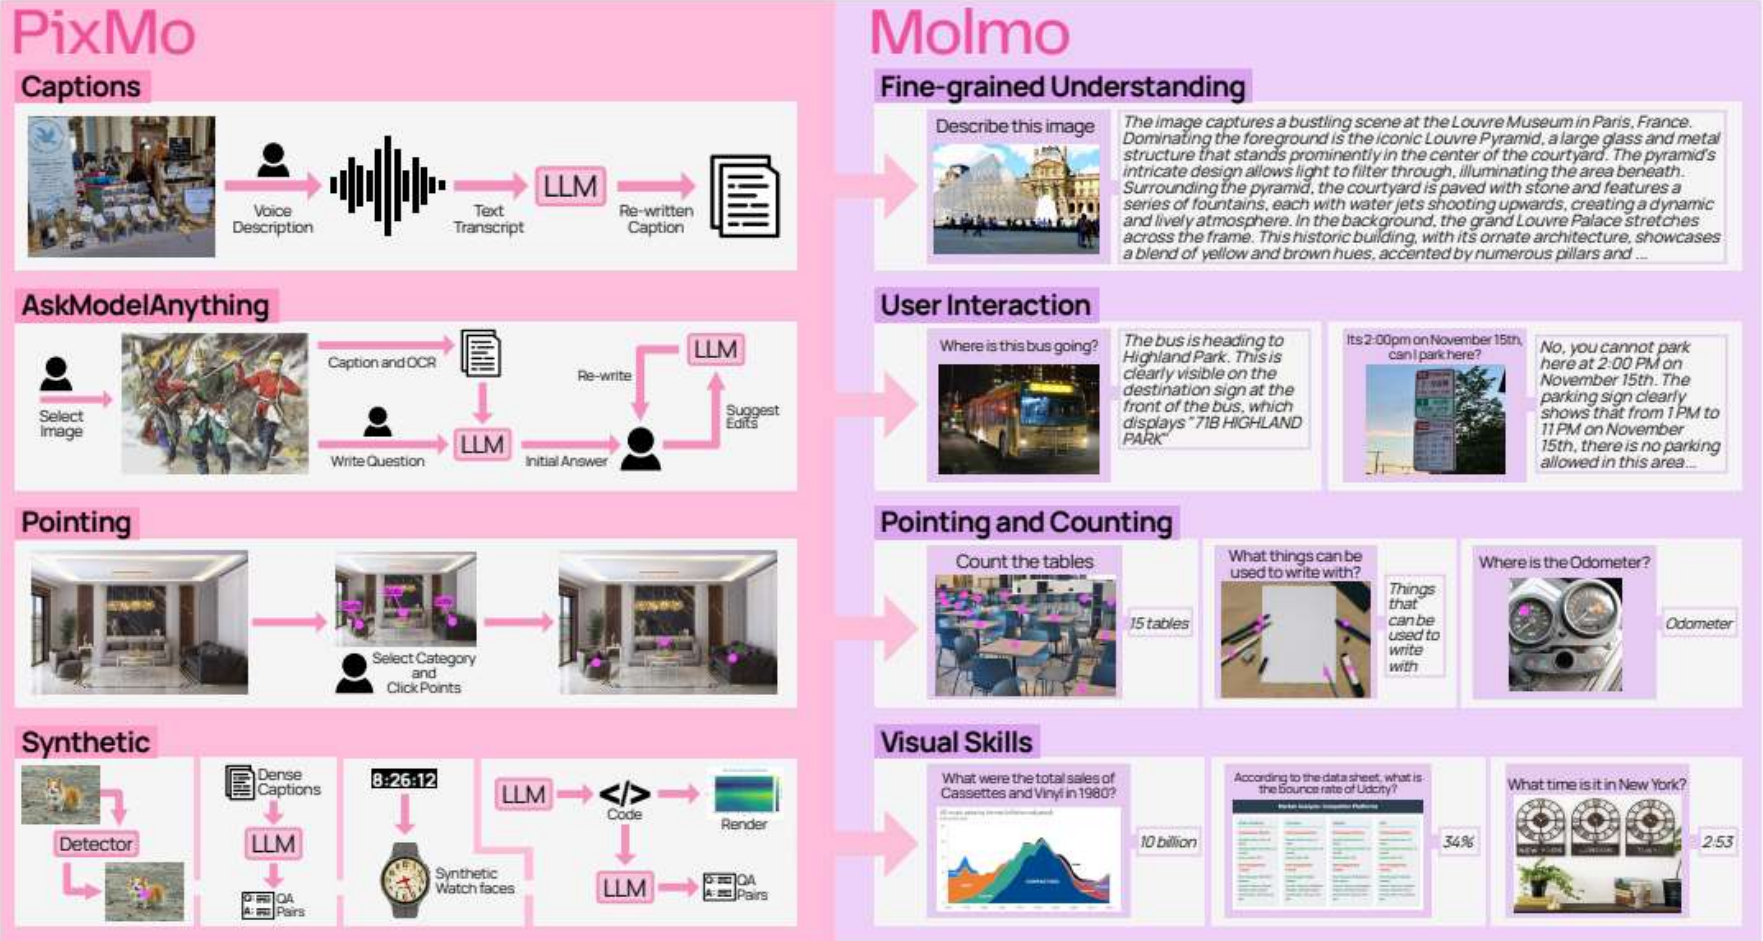 PixMo
Captions
Voice
Description
Text
Transcript
LLM
Re-written
Caption
AskModelAnything
Select
Image
Caption and OCR
Write Question
LLM
Initial Answer
Re-write
LLM
Suggest
Edits
Pointing
Select Category
and
Click Points
Synthetic
Detector
Dense
Captions
LLM
QA
Pairs
8:26:12
Synthetic
Watch faces
LLM
</>
Code
Render
LLM
QA
Pairs
Molmo
Fine-grained Understanding
Describe this image
The image captures a bustling scene at the Louvre Museum in Paris, France.
Dominating the foreground is the iconic Louvre Pyramid, a large glass and metal
structure that stands prominently in the center of the courtyard. The pyramid's
intricate design allows light to filter through, illuminating the area beneath.
Surrounding the pyramid, the courtyard is paved with stone and features a
series of fountains, each with water jets shooting upwards, creating a dynamic
and lively atmosphere. In the background, the grand Louvre Palace stretches
across the frame. This historic building, with its ornate architecture, showcases
a blend of yellow and brown hues, accented by numerous pillars and ...
User Interaction
Where is this bus going?
The bus is heading to
Highland Park. This is
clearly visible on the
destination sign at the
front of the bus, which
displays "71B HIGHLAND
PARK"
Its 2:00pm on November 15th,
can I park here?
No, you cannot park
here at 2:00 PM on
November 15th. The
parking sign clearly
shows that from 1 PM to
11 PM on November
15th, there is no parking
allowed in this area...
Pointing and Counting
Count the tables
15 tables
What things can be
used to write with?
Things
that
can be
used to
write
with
Where is the Odometer?
Odometer
Visual Skills
What were the total sales of
Cassettes and Vinyl in 1980?
10 billion
According to the data sheet, what is
the bounce rate of Udcity?
Market Analysis: Competitor Platforms
34%
What time is it in New York?
NEW YORK
LONDON
2:53